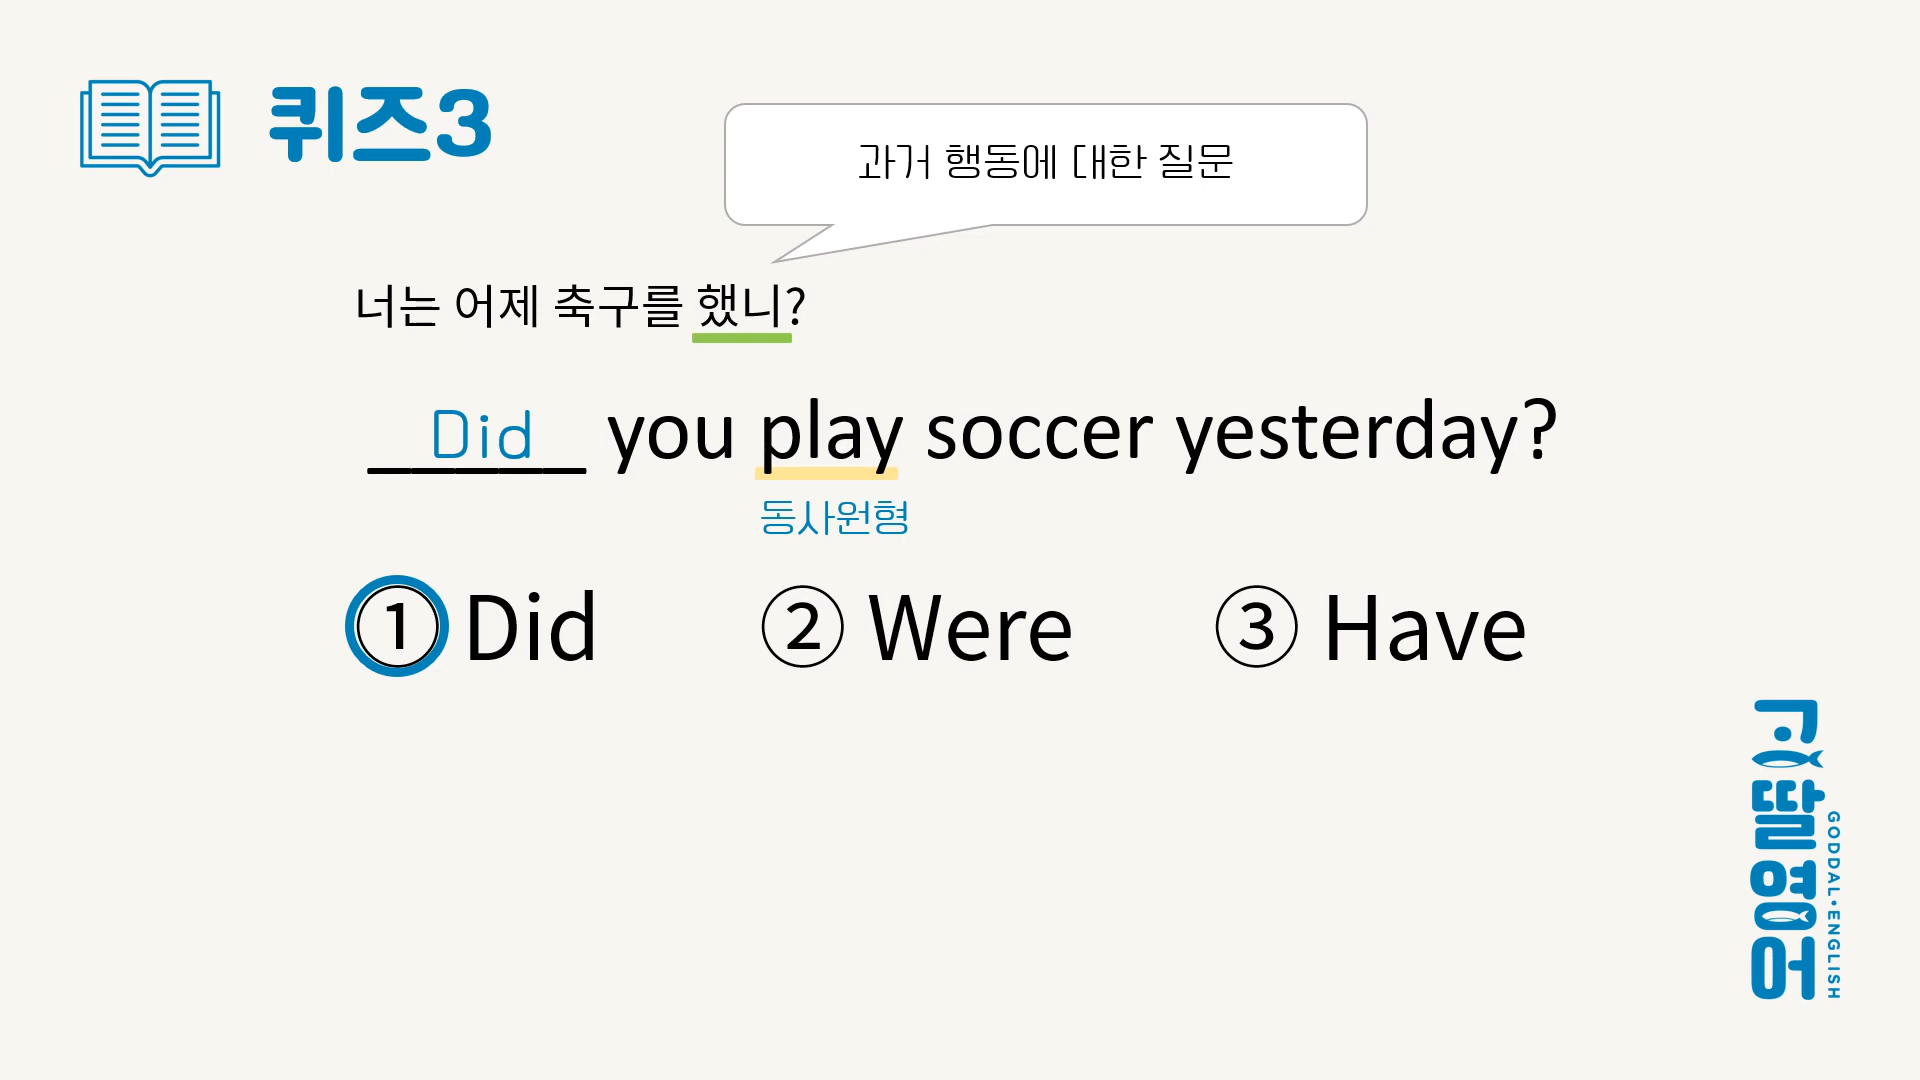 퀴즈3
과거 행동에 대한 질문
너는 어제 축구를 했니?
Did you play soccer yesterday?
동사원형
① Did ② Were ③ Have
고딸영어
GODDAL•ENGLISH